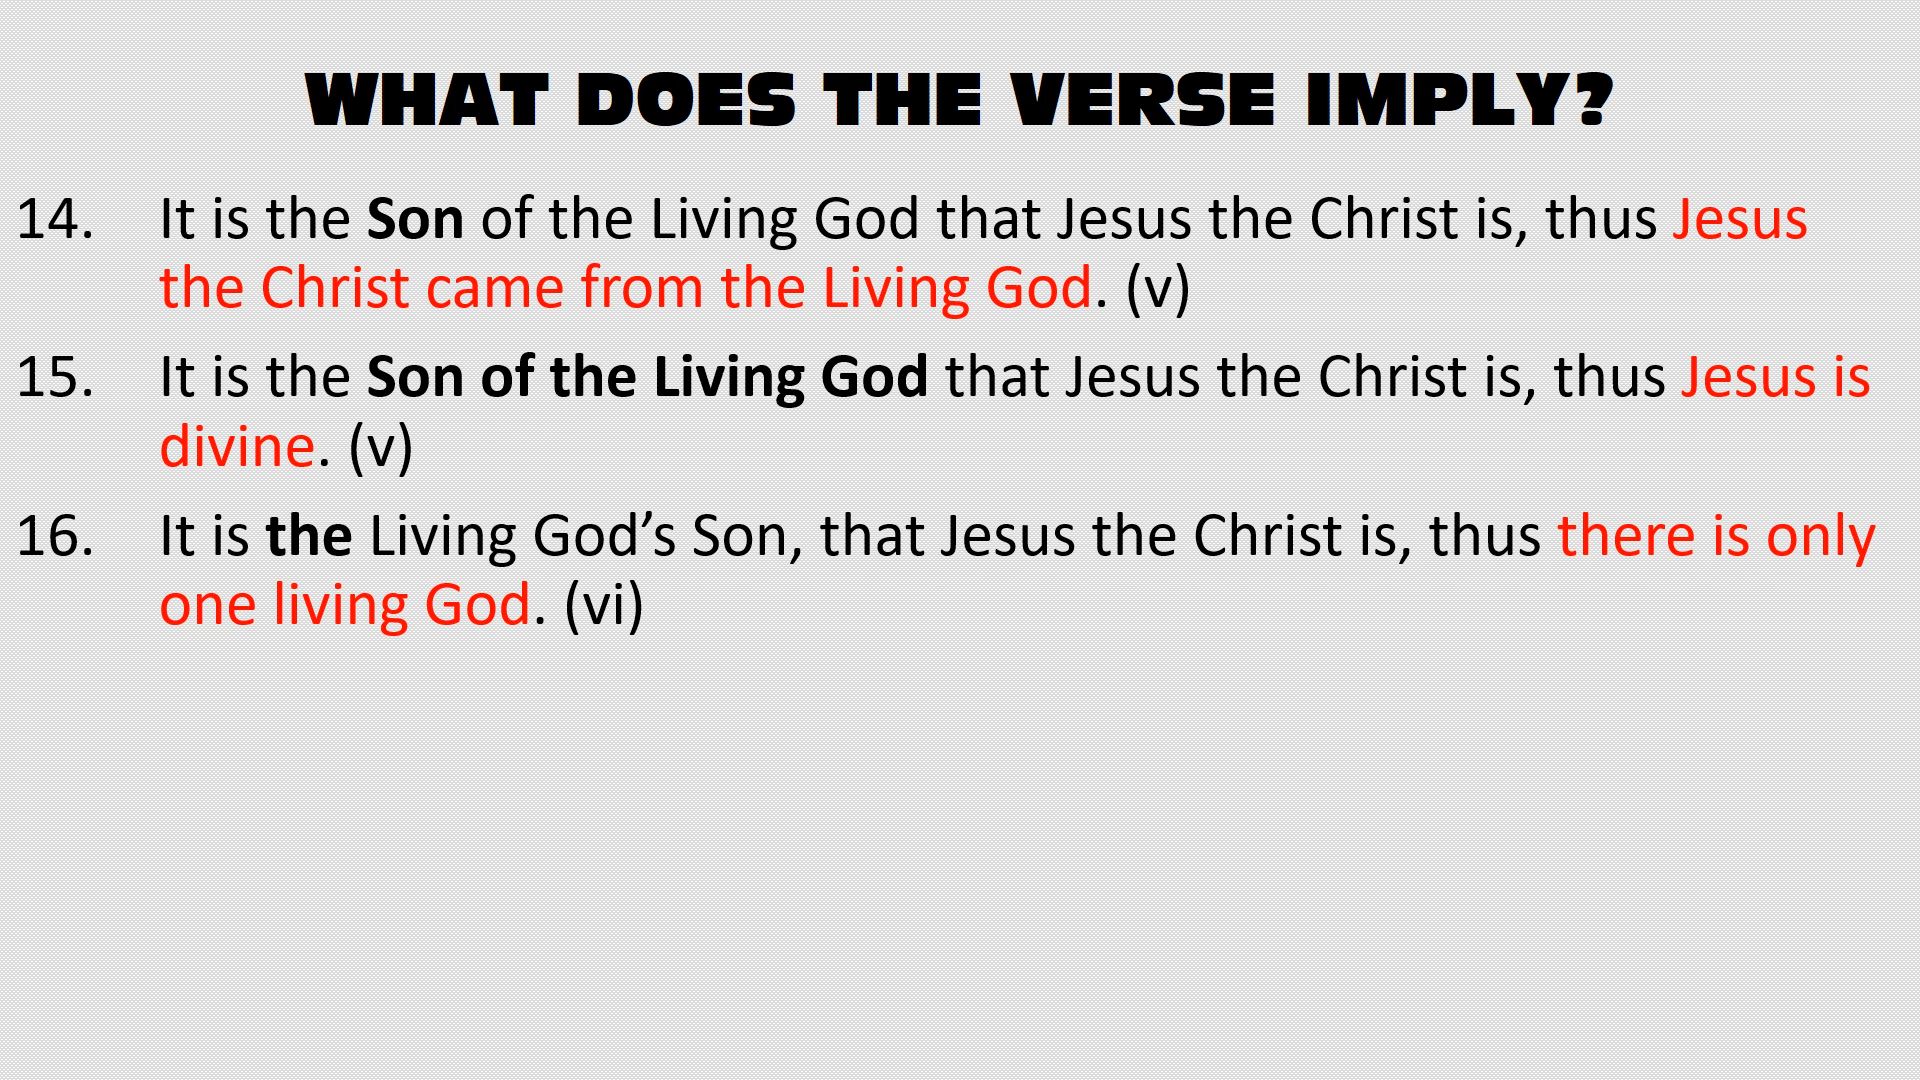 WHAT DOES THE VERSE IMPLY?
14. It is the Son of the Living God that Jesus the Christ is, thus Jesus
the Christ came from the Living God. (v)
15. It is the Son of the Living God that Jesus the Christ is, thus Jesus is
divine. (v)
16. It is the Living God’s Son, that Jesus the Christ is, thus there is only
one living God. (vi)